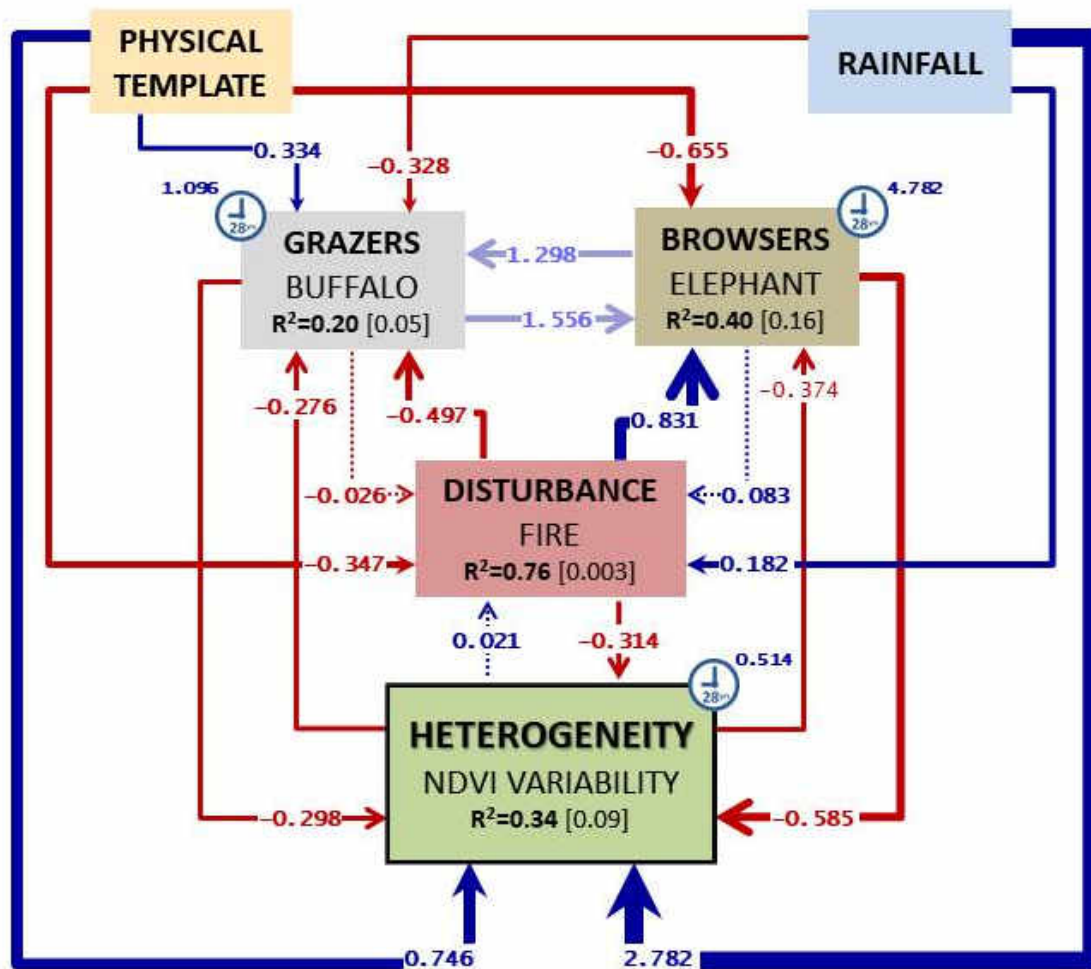 PHYSICAL
TEMPLATE
RAINFALL
0.334
−0.328
−0.655
1.096
28yrs
4.782
28yrs
GRAZERS
BUFFALO
R²=0.20 [0.05]
1.298
1.556
BROWSERS
ELEPHANT
R²=0.40 [0.16]
−0.276
−0.497
0.831
−0.374
−0.026
DISTURBANCE
FIRE
R²=0.76 [0.003]
0.083
−0.347
0.182
0.021
−0.314
0.514
28yrs
HETEROGENEITY
NDVI VARIABILITY
R²=0.34 [0.09]
−0.298
−0.585
0.746
2.782